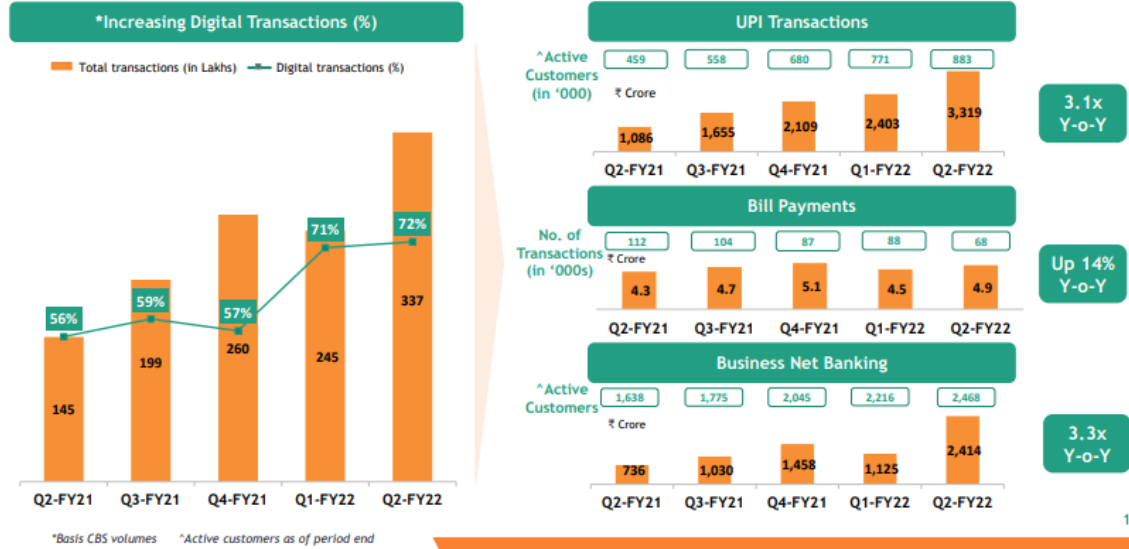 *Increasing Digital Transactions (%)
Total transactions (in Lakhs) Digital transactions (%)
56% 59% 57% 71% 72%
145 199 260 245 337
Q2-FY21 Q3-FY21 Q4-FY21 Q1-FY22 Q2-FY22
*Basis CBS volumes ^Active customers as of period end
UPI Transactions
^Active
Customers
(in ‘000)
459 558 680 771 883
₹ Crore
1,086 1,655 2,109 2,403 3,319
Q2-FY21 Q3-FY21 Q4-FY21 Q1-FY22 Q2-FY22
3.1x
Y-o-Y
Bill Payments
No. of
Transactions
(in ‘000s)
112 104 87 88 68
₹ Crore
4.3 4.7 5.1 4.5 4.9
Q2-FY21 Q3-FY21 Q4-FY21 Q1-FY22 Q2-FY22
Up 14%
Y-o-Y
Business Net Banking
^Active
Customers
1,638 1,775 2,045 2,216 2,468
₹ Crore
736 1,030 1,458 1,125 2,414
Q2-FY21 Q3-FY21 Q4-FY21 Q1-FY22 Q2-FY22
3.3x
Y-o-Y